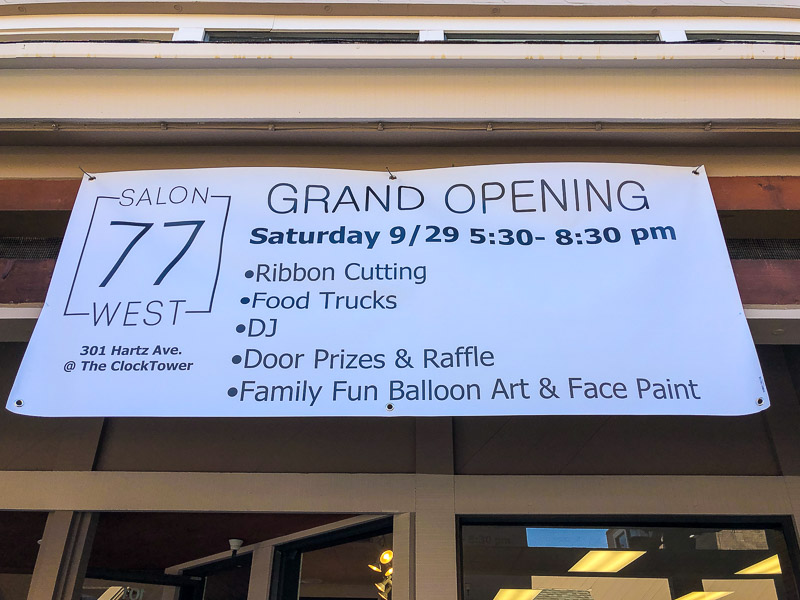 SALON
77
WEST
301 Hartz Ave.
@ The ClockTower
GRAND OPENING
Saturday 9/29 5:30- 8:30 pm
•Ribbon Cutting
•Food Trucks
•DJ
•Door Prizes & Raffle
•Family Fun Balloon Art & Face Paint